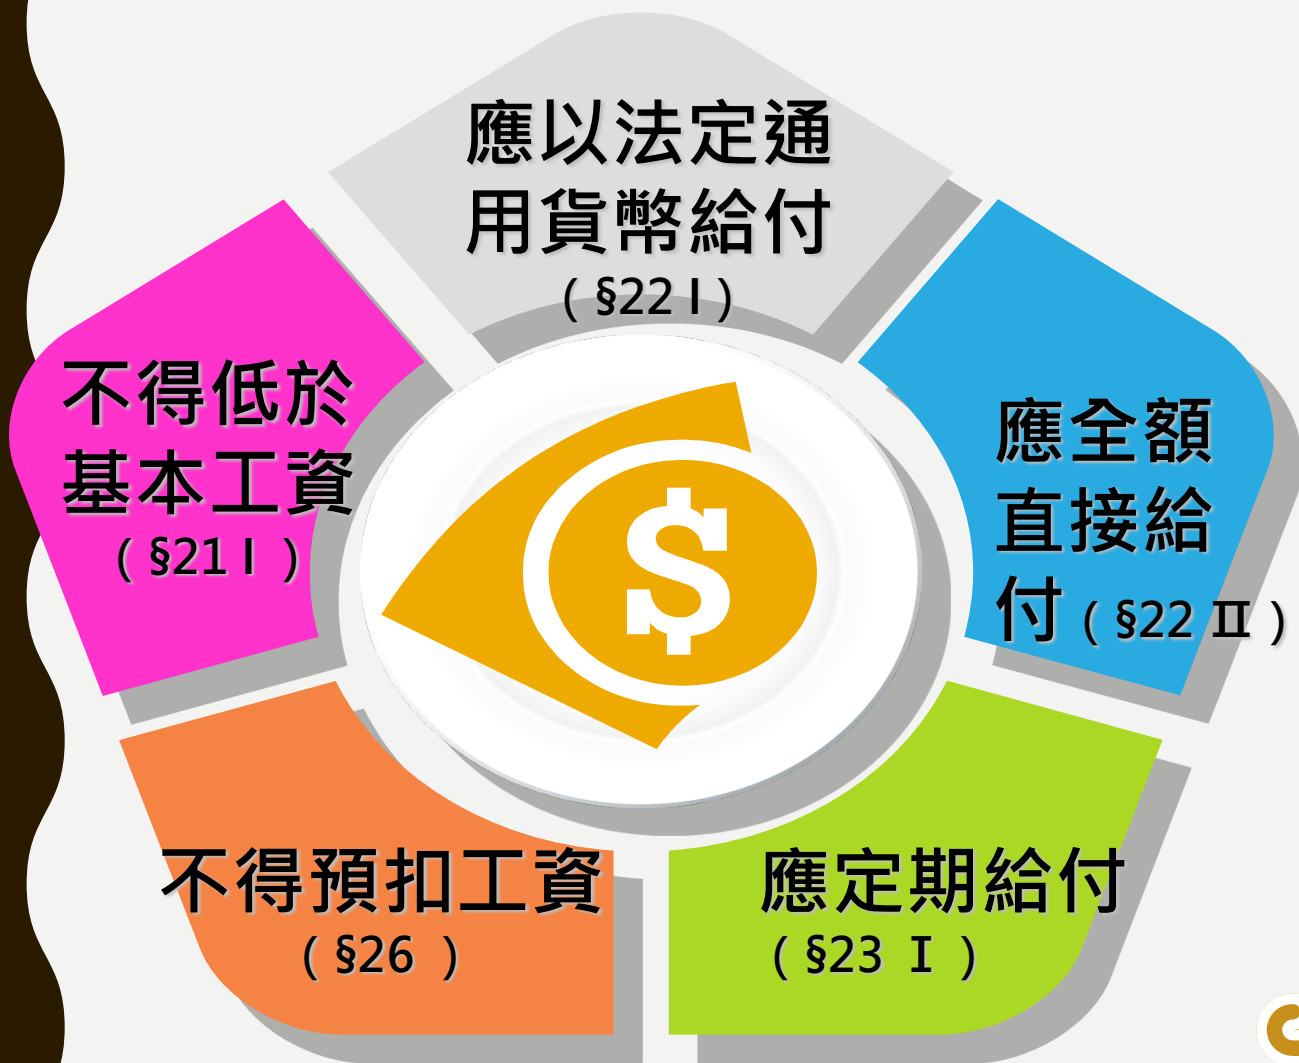 應以法定通
用貨幣給付
(§22 I)
不得低於
基本工資
(§21 I)
應全額
直接給
付(§22 II)
不得預扣工資
(§26 )
應定期給付
(§23 I)
$